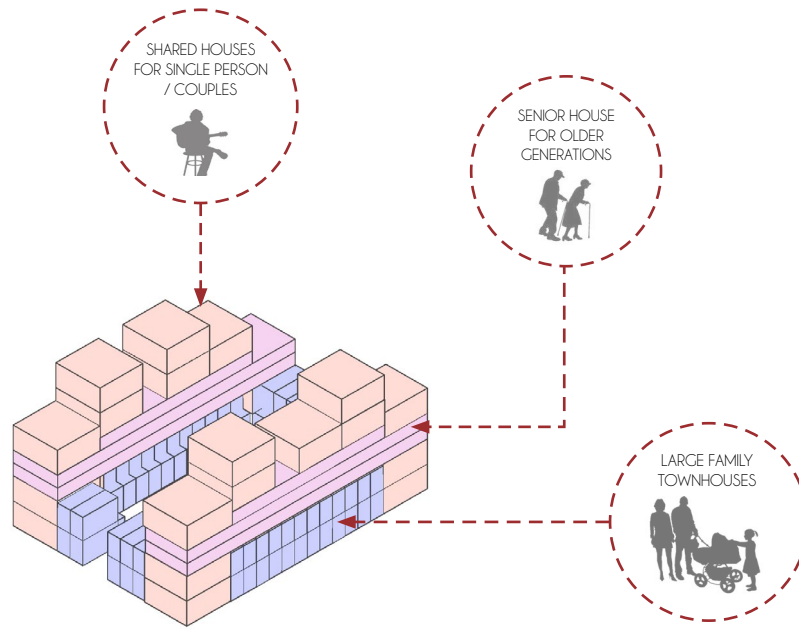 SHARED HOUSES
FOR SINGLE PERSON
/ COUPLES
SENIOR HOUSE
FOR OLDER
GENERATIONS
LARGE FAMILY
TOWNHOUSES